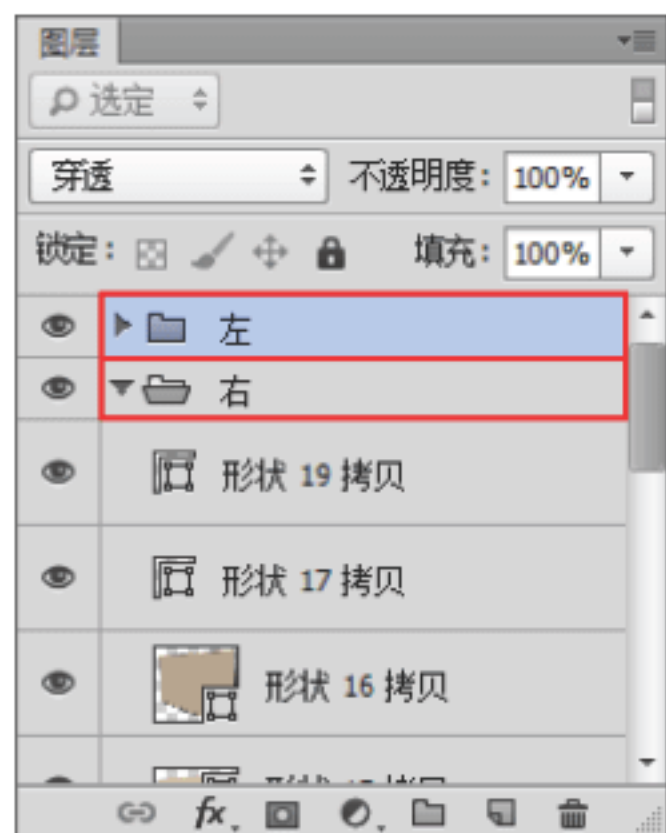 图层
选定
穿透 不透明度: 100%
锁定: 填充: 100%
左
右
形状 19 拷贝
形状 17 拷贝
形状 16 拷贝
fx.